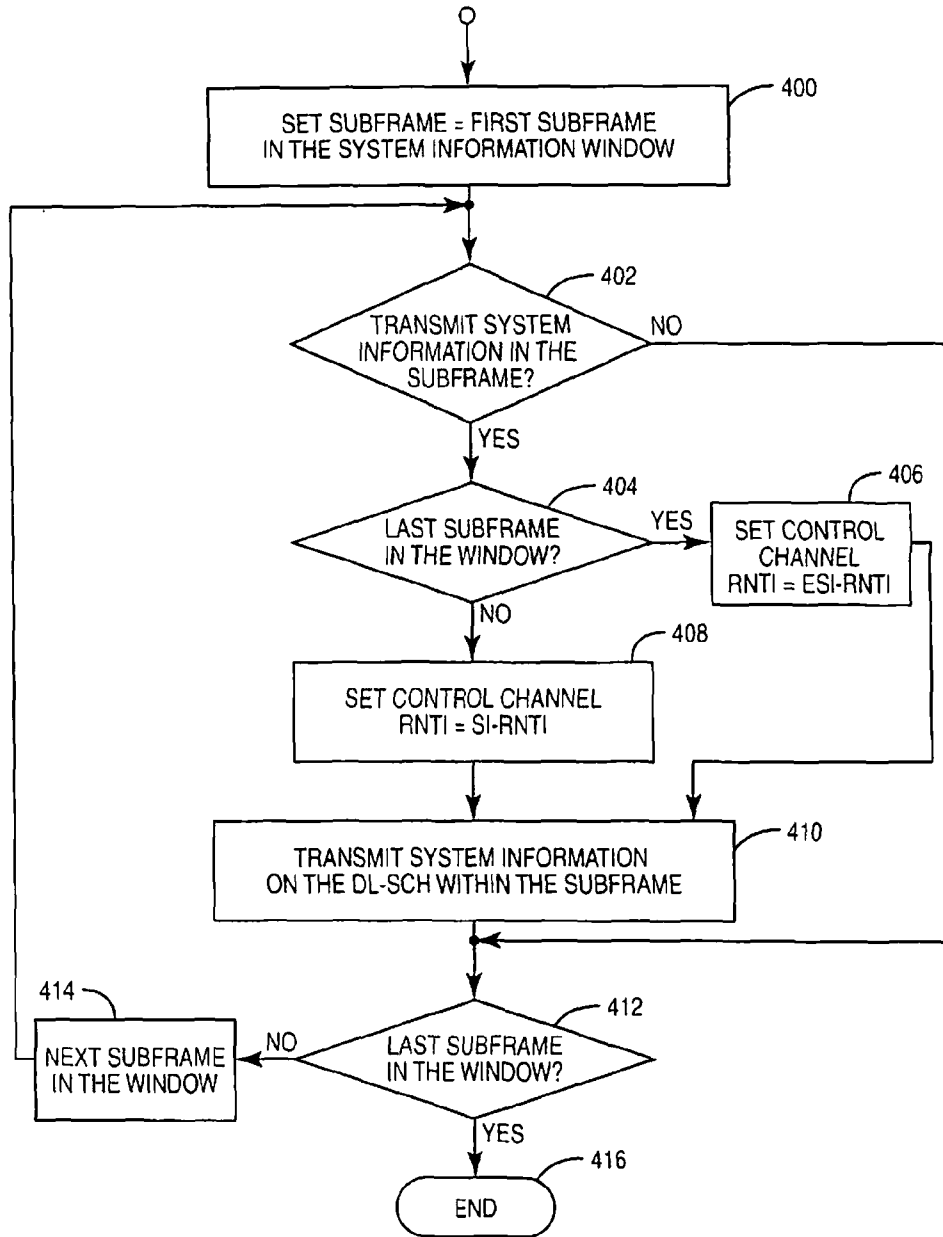 400
SET SUBFRAME = FIRST SUBFRAME
IN THE SYSTEM INFORMATION WINDOW
402
TRANSMIT SYSTEM
INFORMATION IN THE
SUBFRAME?
NO
YES
404
LAST SUBFRAME
IN THE WINDOW?
YES
406
SET CONTROL
CHANNEL
RNTI = ESI-RNTI
NO
408
SET CONTROL CHANNEL
RNTI = SI-RNTI
410
TRANSMIT SYSTEM INFORMATION
ON THE DL-SCH WITHIN THE SUBFRAME
412
LAST SUBFRAME
IN THE WINDOW?
NO
414
NEXT SUBFRAME
IN THE WINDOW
YES
416
END